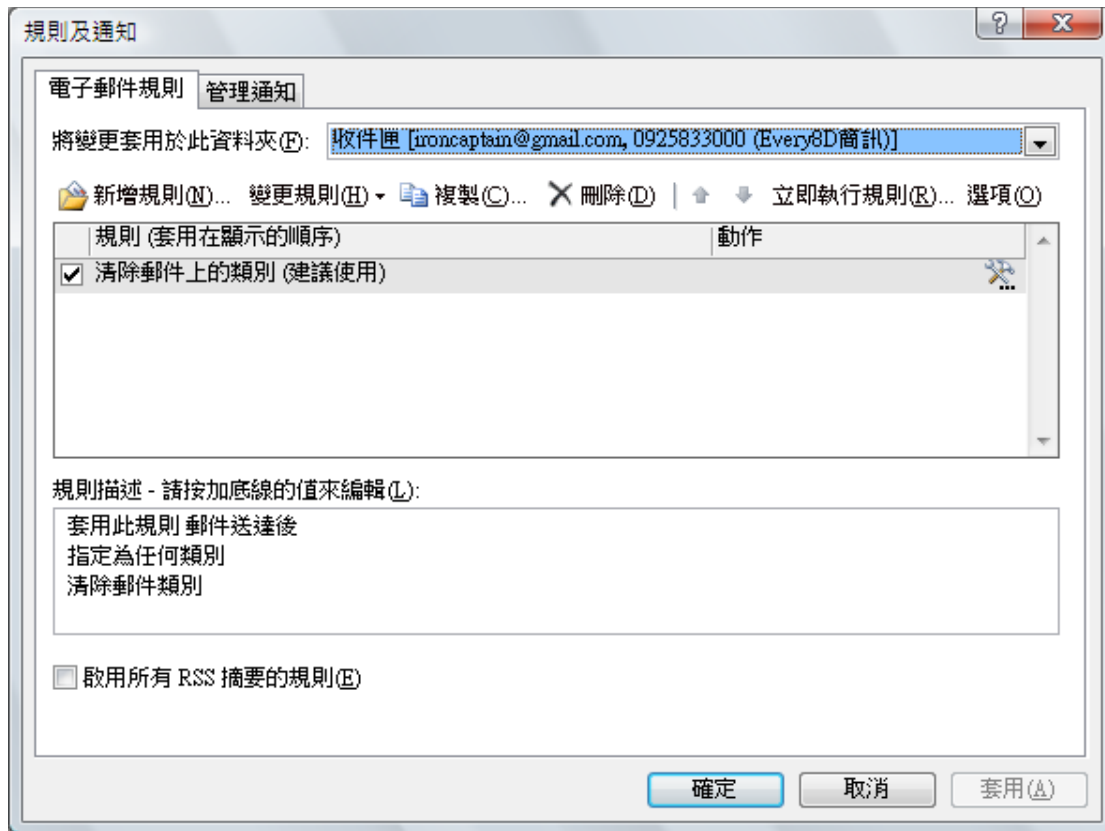 規則及通知
電子郵件規則 管理通知
將變更套用於此資料夾(F): 收件匣 [ironcaptain@gmail.com, 0925833000 (Every8D簡訊)]
新增規則(N)... 變更規則(H) 複製(C)... 刪除(D) 立即執行規則(R)... 選項(O)
規則 (套用在顯示的順序) 動作
清除郵件上的類別 (建議使用)
規則描述 - 請按加底線的值來編輯(L):
套用此規則 郵件送達後
指定為任何類別
清除郵件類別
啟用所有 RSS 摘要的規則(E)
確定 取消 套用(A)